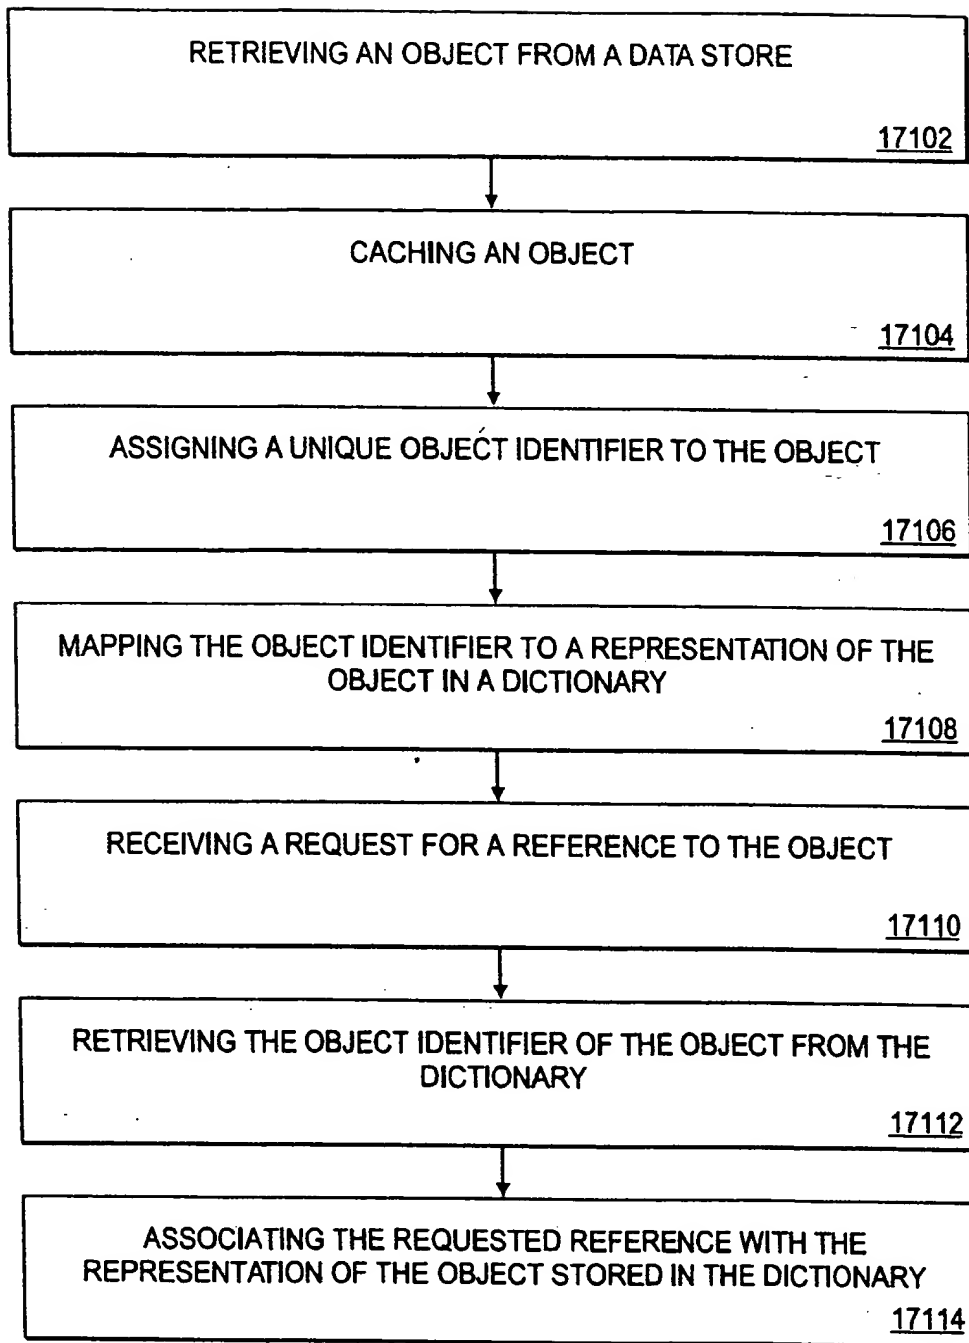 RETRIEVING AN OBJECT FROM A DATA STORE
17102
CACHING AN OBJECT
17104
ASSIGNING A UNIQUE OBJECT IDENTIFIER TO THE OBJECT
17106
MAPPING THE OBJECT IDENTIFIER TO A REPRESENTATION OF THE
OBJECT IN A DICTIONARY
17108
RECEIVING A REQUEST FOR A REFERENCE TO THE OBJECT
17110
RETRIEVING THE OBJECT IDENTIFIER OF THE OBJECT FROM THE
DICTIONARY
17112
ASSOCIATING THE REQUESTED REFERENCE WITH THE
REPRESENTATION OF THE OBJECT STORED IN THE DICTIONARY
17114